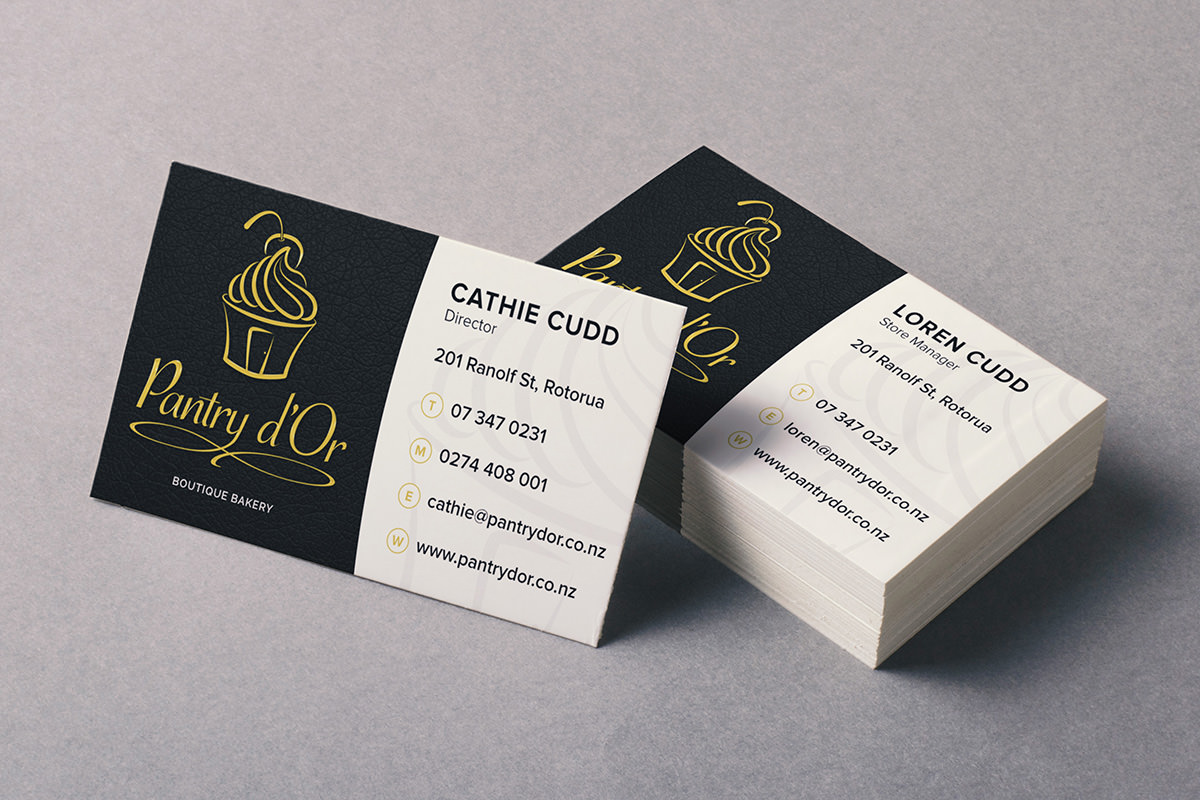 Pantry d'Or
BOUTIQUE BAKERY
CATHIE CUDD
Director
201 Ranolf St, Rotorua
T 07 347 0231
M 0274 408 001
E cathie@pantrydor.co.nz
W www.pantrydor.co.nz
Pantry d'Or
LOREN CUDD
Store Manager
201 Ranolf St, Rotorua
T 07 347 0231
E loren@pantrydor.co.nz
W www.pantrydor.co.nz